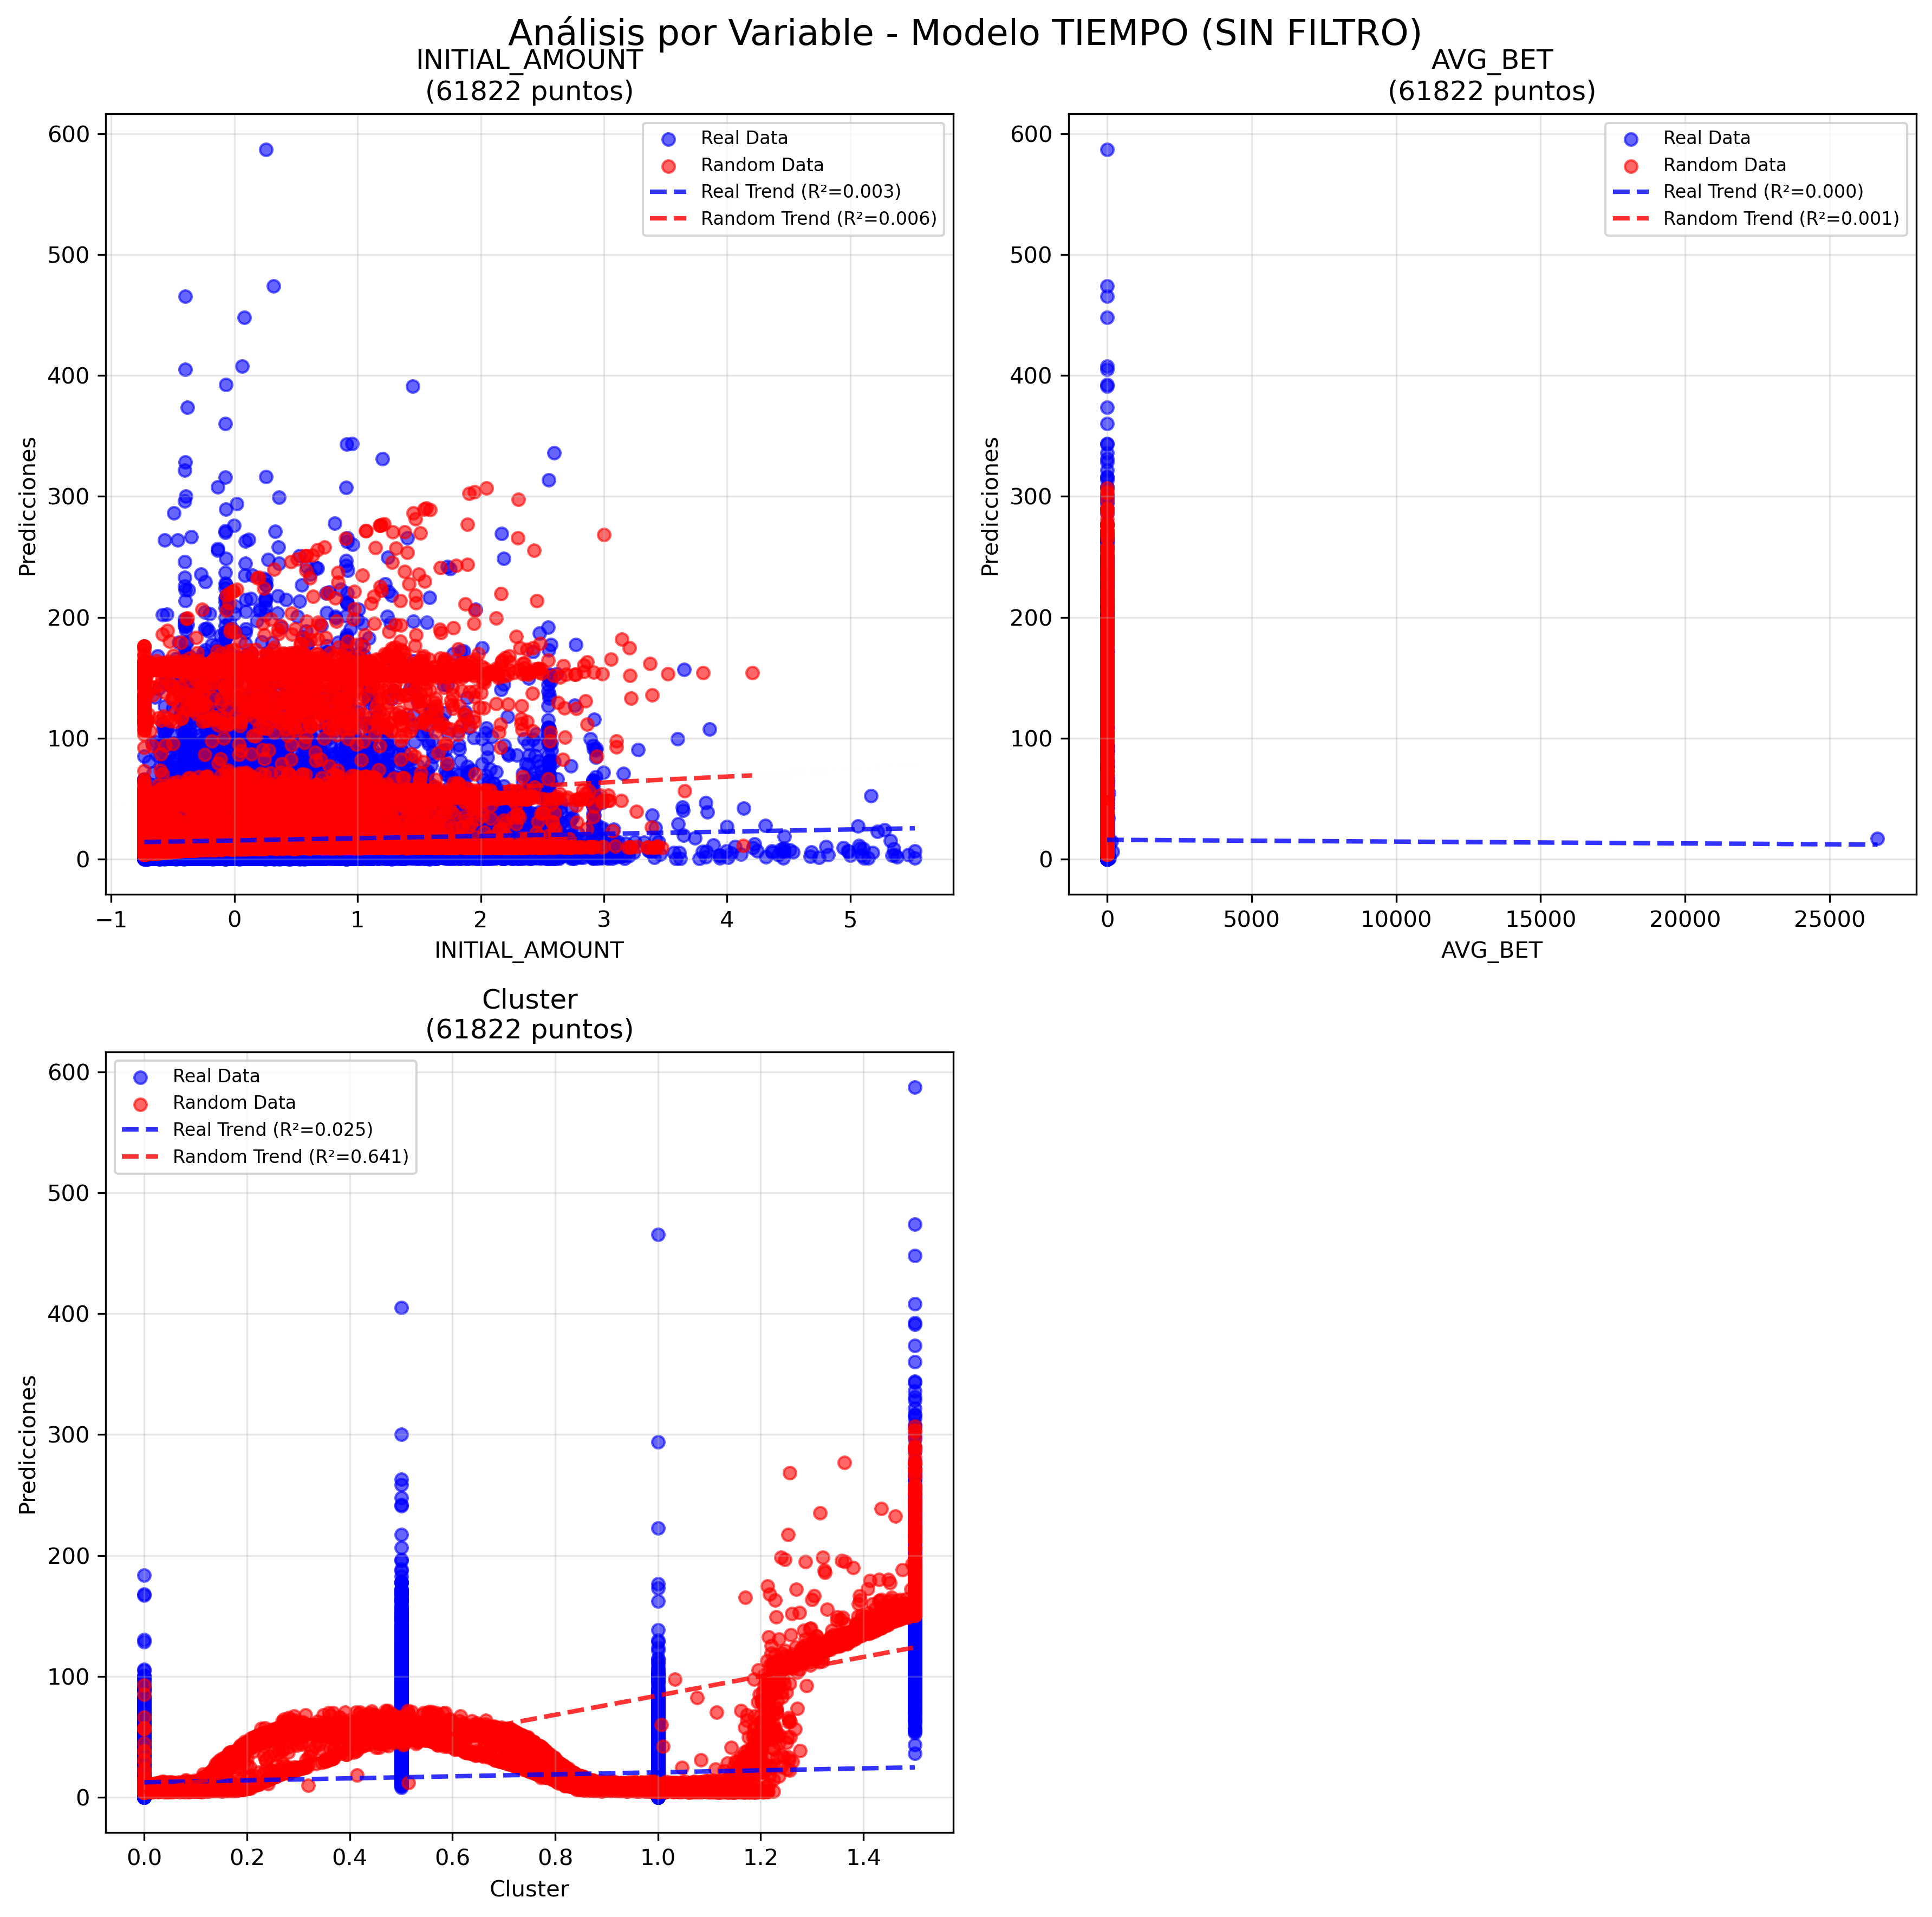 Análisis por Variable - Modelo TIEMPO (SIN FILTRO)
INITIAL_AMOUNT
(61822 puntos)
Real Data
Random Data
Real Trend (R²=0.003)
Random Trend (R²=0.006)
600
500
400
300
200
100
0
Predicciones
−1
0
1
2
3
4
5
INITIAL_AMOUNT
AVG_BET
(61822 puntos)
Real Data
Random Data
Real Trend (R²=0.000)
Random Trend (R²=0.001)
600
500
400
300
200
100
0
Predicciones
0
5000
10000
15000
20000
25000
AVG_BET
Cluster
(61822 puntos)
Real Data
Random Data
Real Trend (R²=0.025)
Random Trend (R²=0.641)
600
500
400
300
200
100
0
Predicciones
0.0
0.2
0.4
0.6
0.8
1.0
1.2
1.4
Cluster